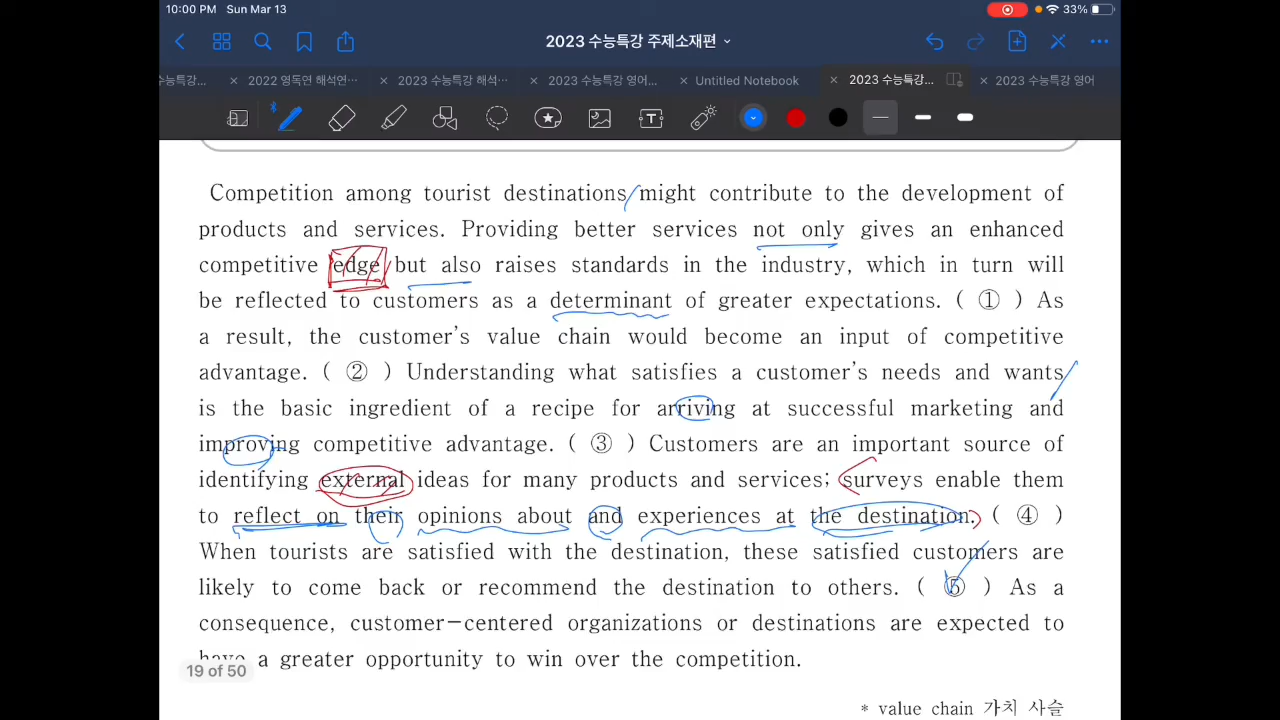 10:00 PM Sun Mar 13
33%
2023 수능특강 주제소재편
수능특강...
2022 영독연 해석연...
2023 수능특강 해석...
2023 수능특강 영어...
Untitled Notebook
2023 수능특강...
2023 수능특강 영어
Competition among tourist destinations might contribute to the development of
products and services. Providing better services not only gives an enhanced
competitive edge but also raises standards in the industry, which in turn will
be reflected to customers as a determinant of greater expectations. ( ① ) As
a result, the customer's value chain would become an input of competitive
advantage. ( ② ) Understanding what satisfies a customer's needs and wants
is the basic ingredient of a recipe for arriving at successful marketing and
improving competitive advantage. ( ③ ) Customers are an important source of
identifying external ideas for many products and services; surveys enable them
to reflect on their opinions about and experiences at the destination. ( ④ )
When tourists are satisfied with the destination, these satisfied customers are
likely to come back or recommend the destination to others. ( ⑤ ) As a
consequence, customer-centered organizations or destinations are expected to
have a greater opportunity to win over the competition.
19 of 50
* value chain 가치 사슬